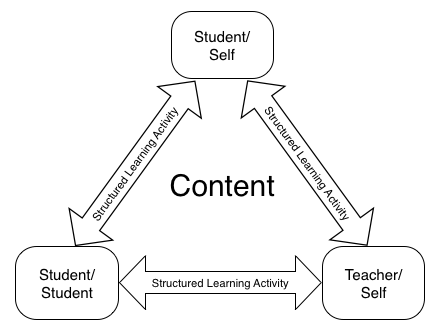 Student/
Self
Structured Learning Activity
Structured Learning Activity
Content
Student/
Student
Structured Learning Activity
Teacher/
Self